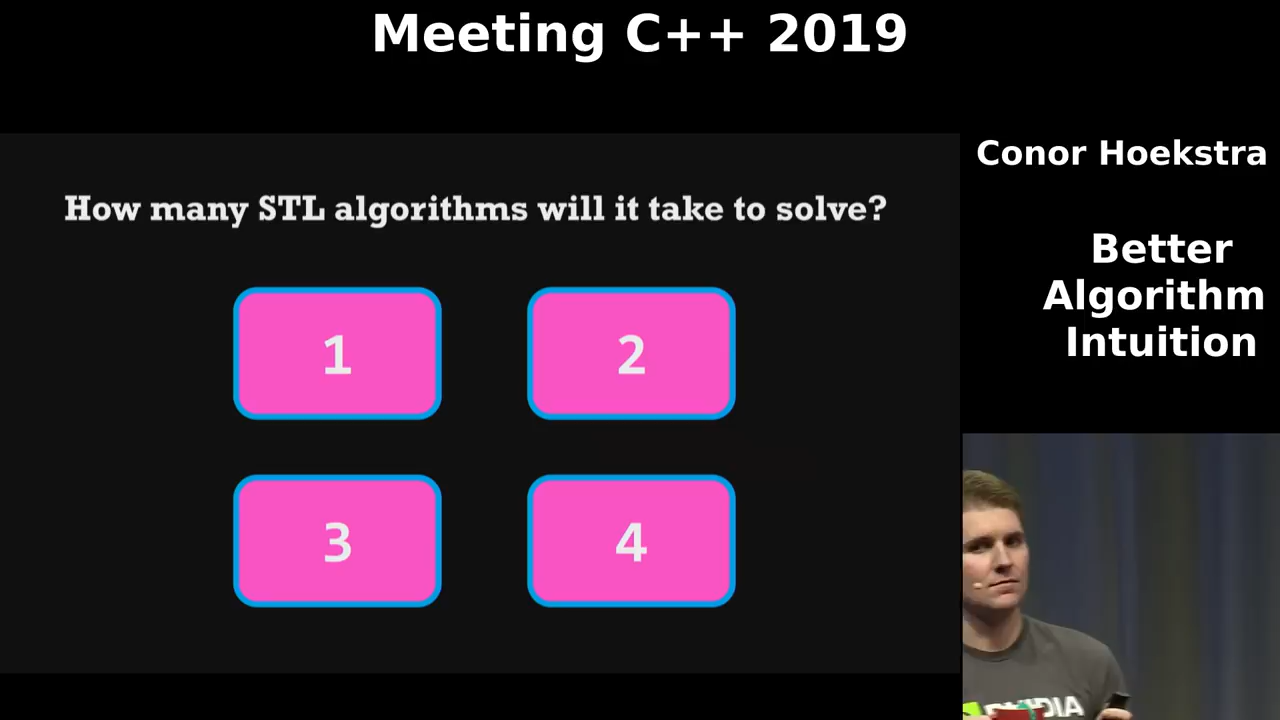 Meeting C++ 2019
Conor Hoekstra
Better
Algorithm
Intuition
How many STL algorithms will it take to solve?
1
2
3
4